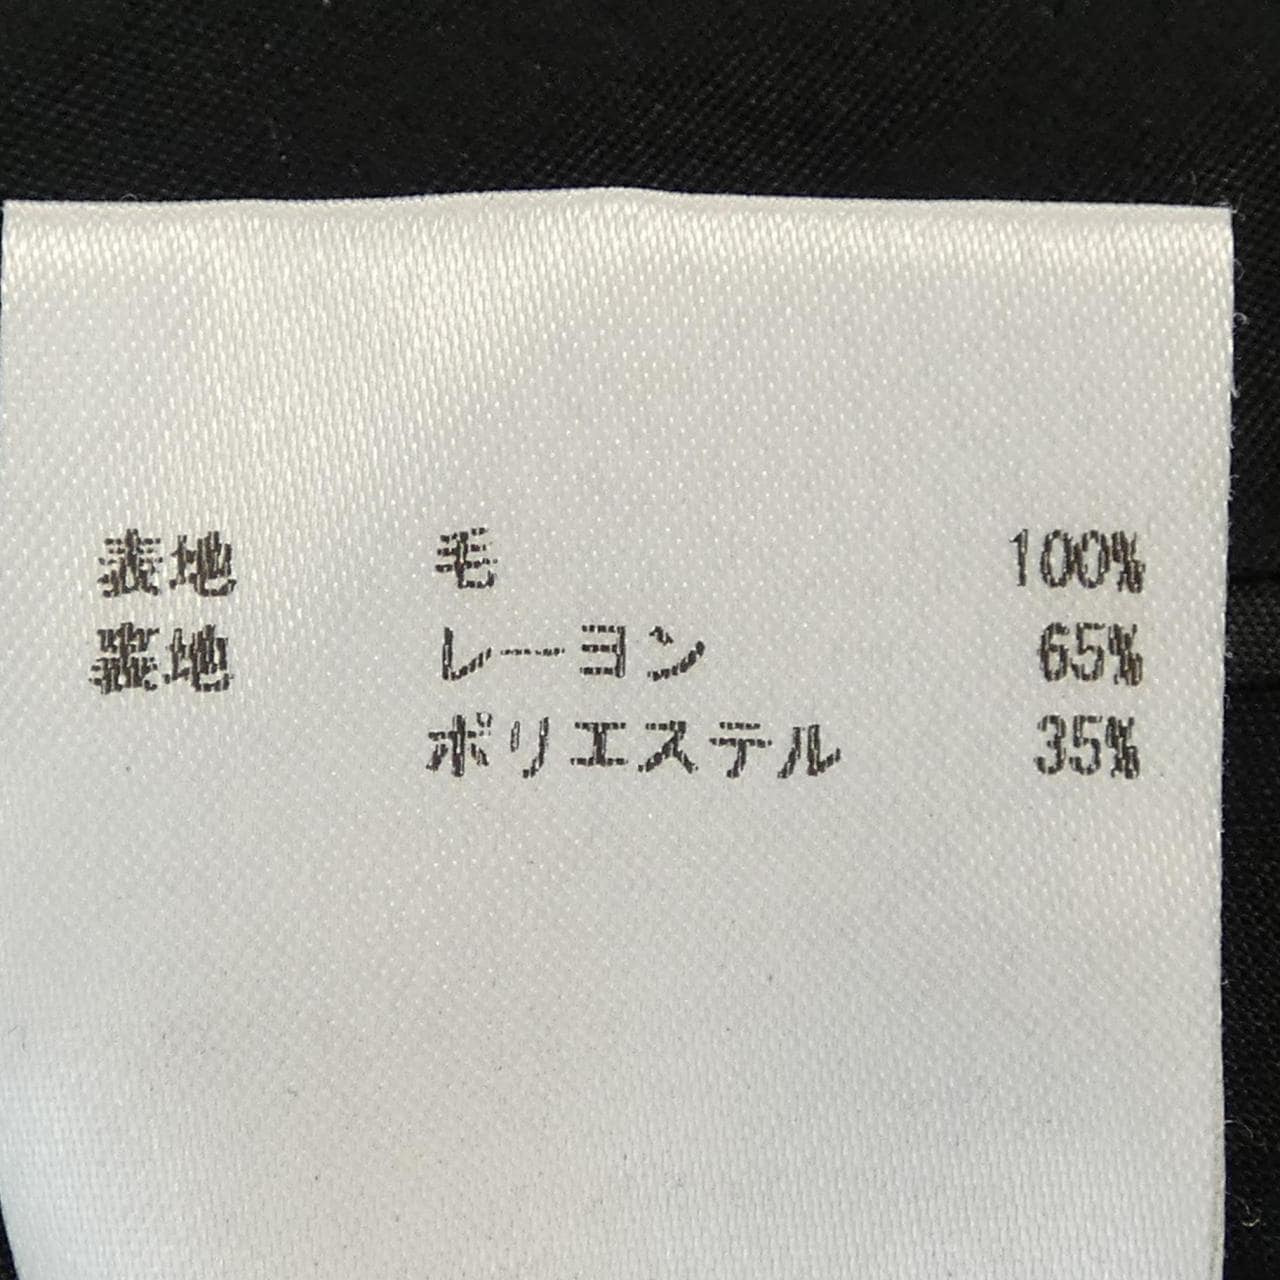 表地 毛 100%
裏地 レーヨン 65%
ポリエステル 35%